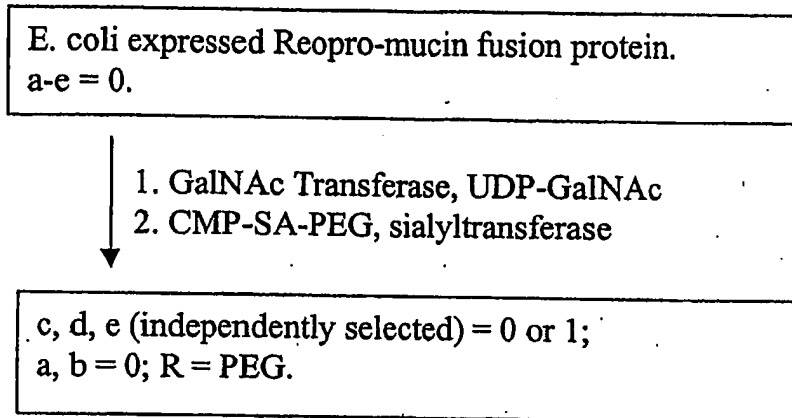 E. coli expressed Reopro-mucin fusion protein.
a-e = 0.
1. GalNAc Transferase, UDP-GalNAc
2. CMP-SA-PEG, sialyltransferase
c, d, e (independently selected) = 0 or 1;
a, b = 0; R = PEG.